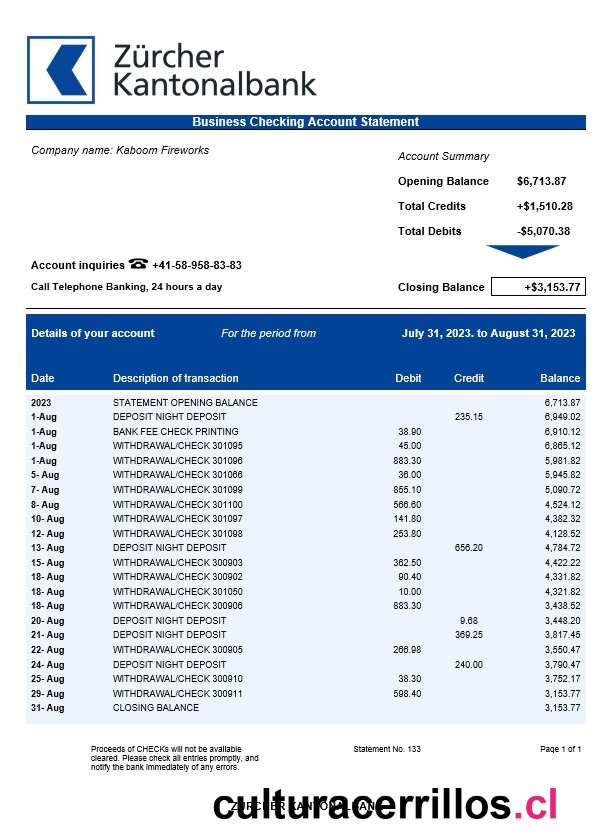 Zürcher
Kantonalbank
Business Checking Account Statement
Company name: Kaboom Fireworks
Account Summary
Opening Balance $6,713.87
Total Credits +$1,510.28
Total Debits -$5,070.38
Account inquiries ☎ +41-58-958-83-83
Call Telephone Banking, 24 hours a day
Closing Balance +$3,153.77
Details of your account For the period from July 31, 2023. to August 31, 2023
Date Description of transaction Debit Credit Balance
2023 STATEMENT OPENING BALANCE 6,713.87
1-Aug DEPOSIT NIGHT DEPOSIT 235.15 6,949.02
1-Aug BANK FEE CHECK PRINTING 38.90 6,910.12
1-Aug WITHDRAWAL/CHECK 301095 45.00 6,865.12
1-Aug WITHDRAWAL/CHECK 301096 883.30 5,981.82
5- Aug WITHDRAWAL/CHECK 301066 36.00 5,945.82
7- Aug WITHDRAWAL/CHECK 301099 855.10 5,090.72
8- Aug WITHDRAWAL/CHECK 301100 566.60 4,524.12
10- Aug WITHDRAWAL/CHECK 301097 141.80 4,382.32
12- Aug WITHDRAWAL/CHECK 301098 253.80 4,128.52
13- Aug DEPOSIT NIGHT DEPOSIT 656.20 4,784.72
15- Aug WITHDRAWAL/CHECK 300903 362.50 4,422.22
18- Aug WITHDRAWAL/CHECK 300902 90.40 4,331.82
18- Aug WITHDRAWAL/CHECK 301050 10.00 4,321.82
18- Aug WITHDRAWAL/CHECK 300906 883.30 3,438.52
20- Aug DEPOSIT NIGHT DEPOSIT 9.68 3,448.20
21- Aug DEPOSIT NIGHT DEPOSIT 369.25 3,817.45
22- Aug WITHDRAWAL/CHECK 300905 266.98 3,550.47
24- Aug DEPOSIT NIGHT DEPOSIT 240.00 3,790.47
25- Aug WITHDRAWAL/CHECK 300910 38.30 3,752.17
29- Aug WITHDRAWAL/CHECK 300911 598.40 3,153.77
31- Aug CLOSING BALANCE 3,153.77
Proceeds of CHECKs will not be available
cleared. Please check all entries promptly, and
notify the bank immediately of any errors.
Statement No. 133
Page 1 of 1
ZÜRCHER KANTONALBANK
culturacerrillos.cl